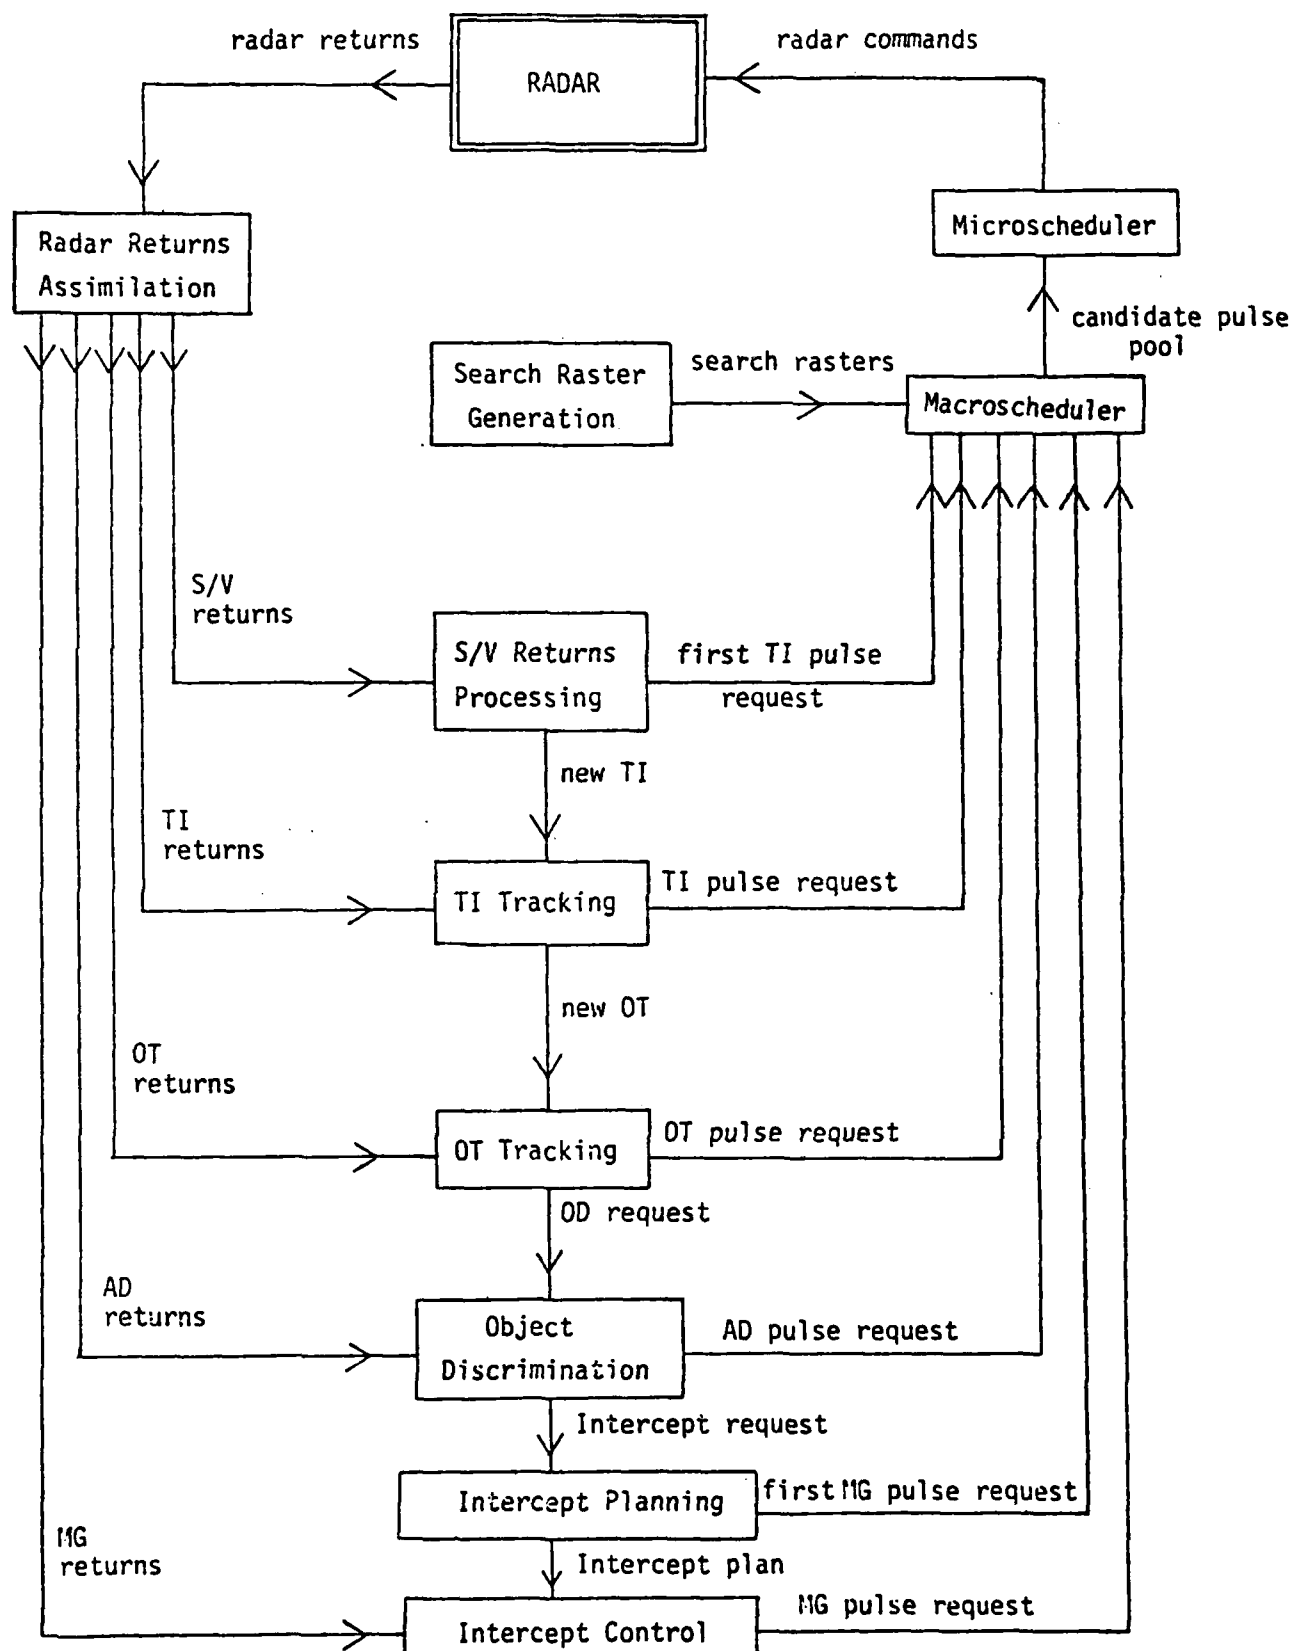 radar returns
RADAR
radar commands
Radar Returns
Assimilation
Microscheduler
candidate pulse
pool
Search Raster
Generation
search rasters
Macroscheduler
S/V
returns
S/V Returns
Processing
first TI pulse
request
new TI
TI
returns
TI Tracking
TI pulse request
new OT
OT
returns
OT Tracking
OT pulse request
OD request
AD
returns
Object
Discrimination
AD pulse request
Intercept request
Intercept Planning
first MG pulse request
MG
returns
Intercept plan
Intercept Control
MG pulse request